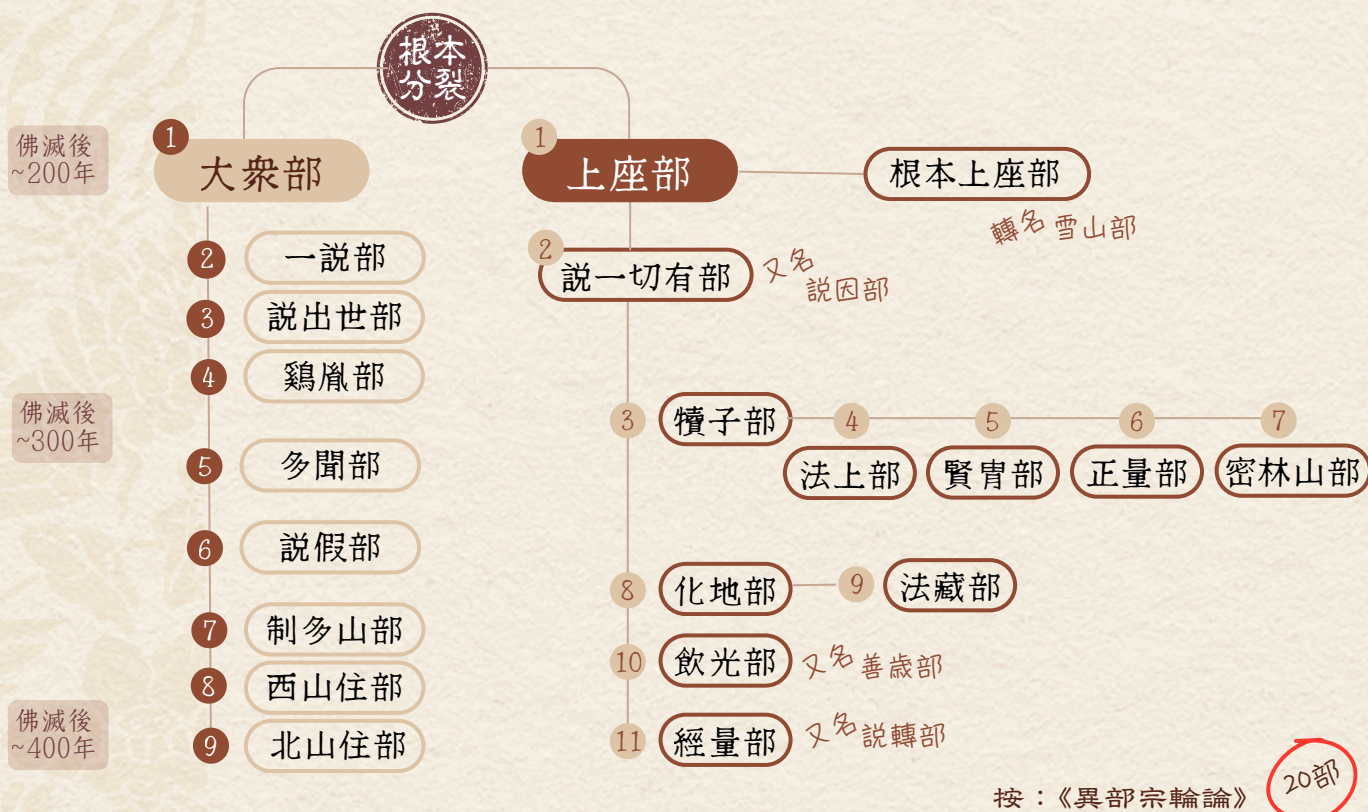 根本
分裂
佛滅後
~200年
1
大衆部
1
上座部
根本上座部
轉名 雪山部
2
一説部
2
説一切有部
又名
説因部
3
説出世部
4
鷄胤部
佛滅後
~300年
3
犢子部
4
5
6
7
法上部
賢胄部
正量部
密林山部
5
多聞部
6
説假部
8
化地部
9
法藏部
7
制多山部
10
飲光部
又名 善歳部
8
西山住部
佛滅後
~400年
9
北山住部
11
經量部
又名 説轉部
按：《異部宗輪論》
20部